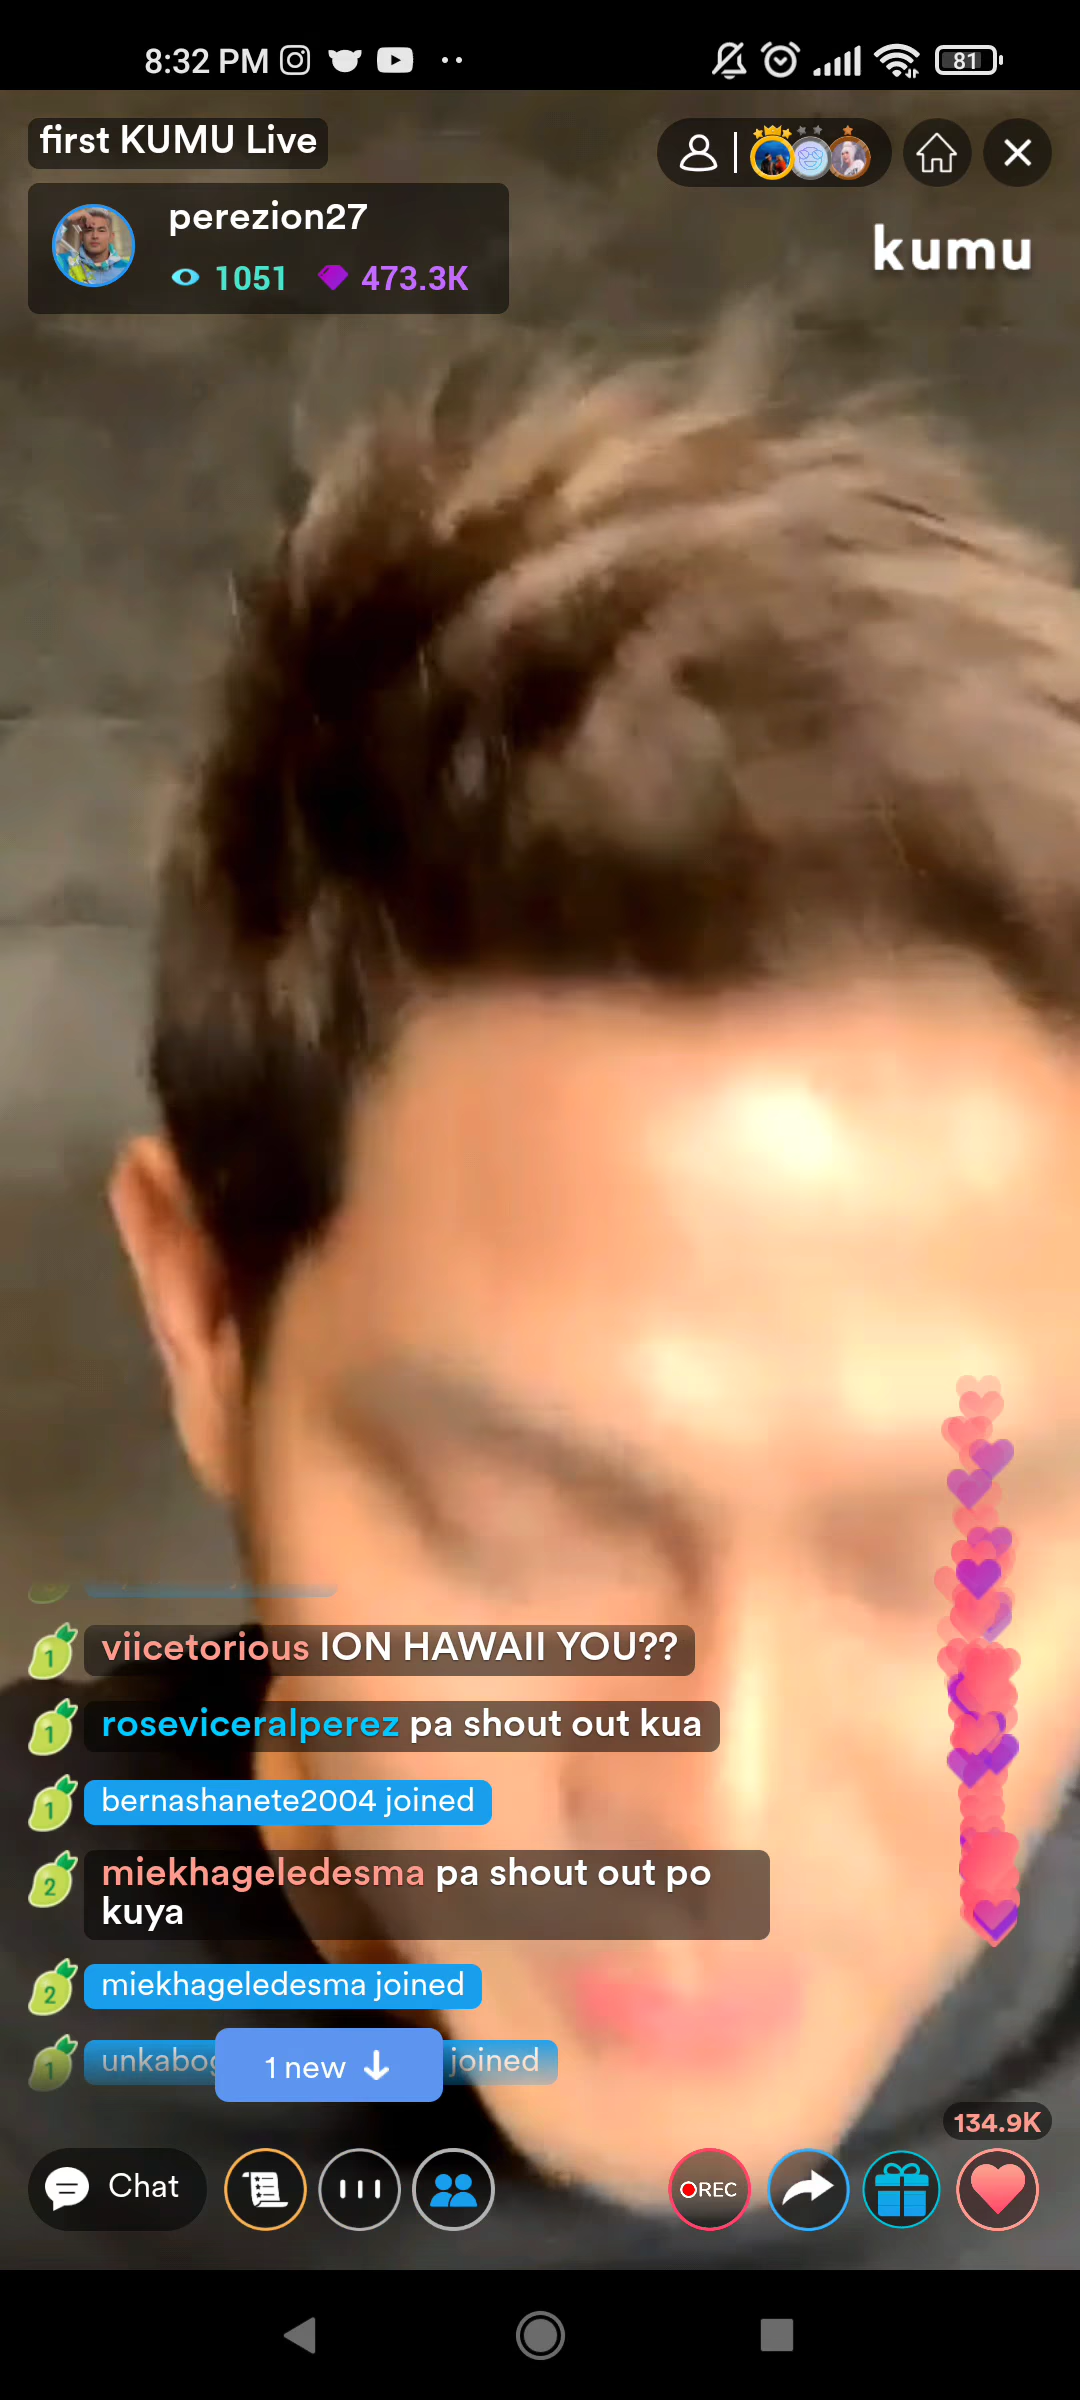 8:32 PM
81
first KUMU Live
perezion27
1051 473.3K
kumu
viicetorious ION HAWAII YOU??
1
roseviceralperez pa shout out kua
1
bernashanete2004 joined
1
miekhageledesma pa shout out po
kuya
2
miekhageledesma joined
2
joined
1
1 new
134.9K
Chat
REC